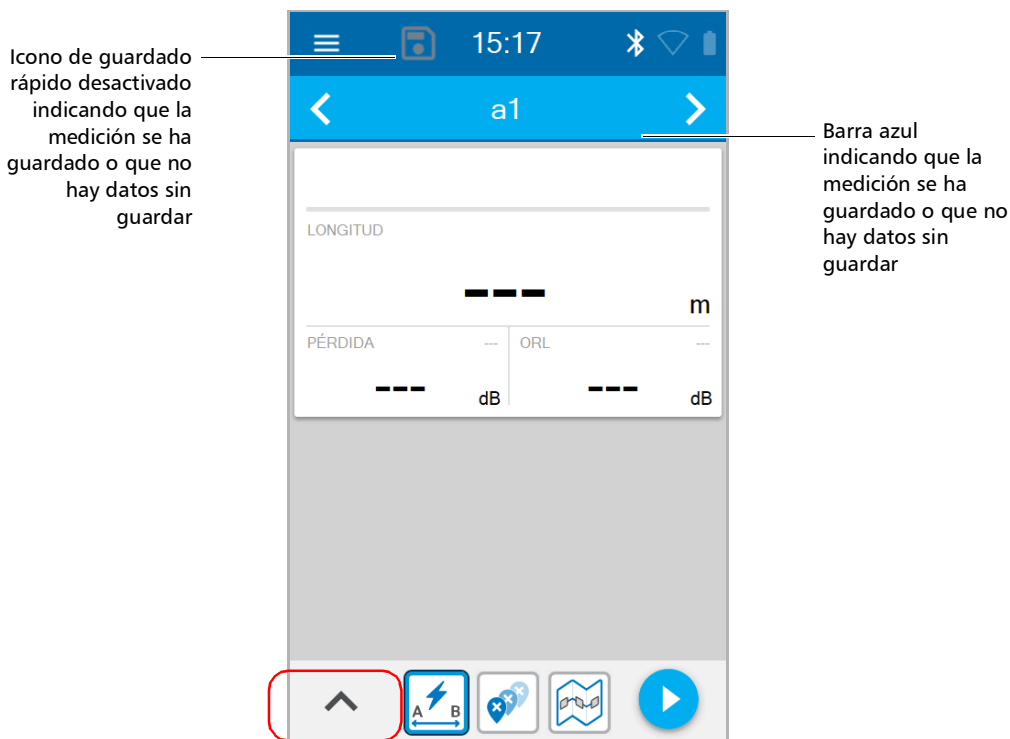 Icono de guardado
rápido desactivado
indicando que la
medición se ha
guardado o que no
hay datos sin
guardar
15:17
a1
Barra azul
indicando que la
medición se ha
guardado o que no
hay datos sin
guardar
LONGITUD
--- m
PÉRDIDA --- ORL ---
--- dB --- dB
A B